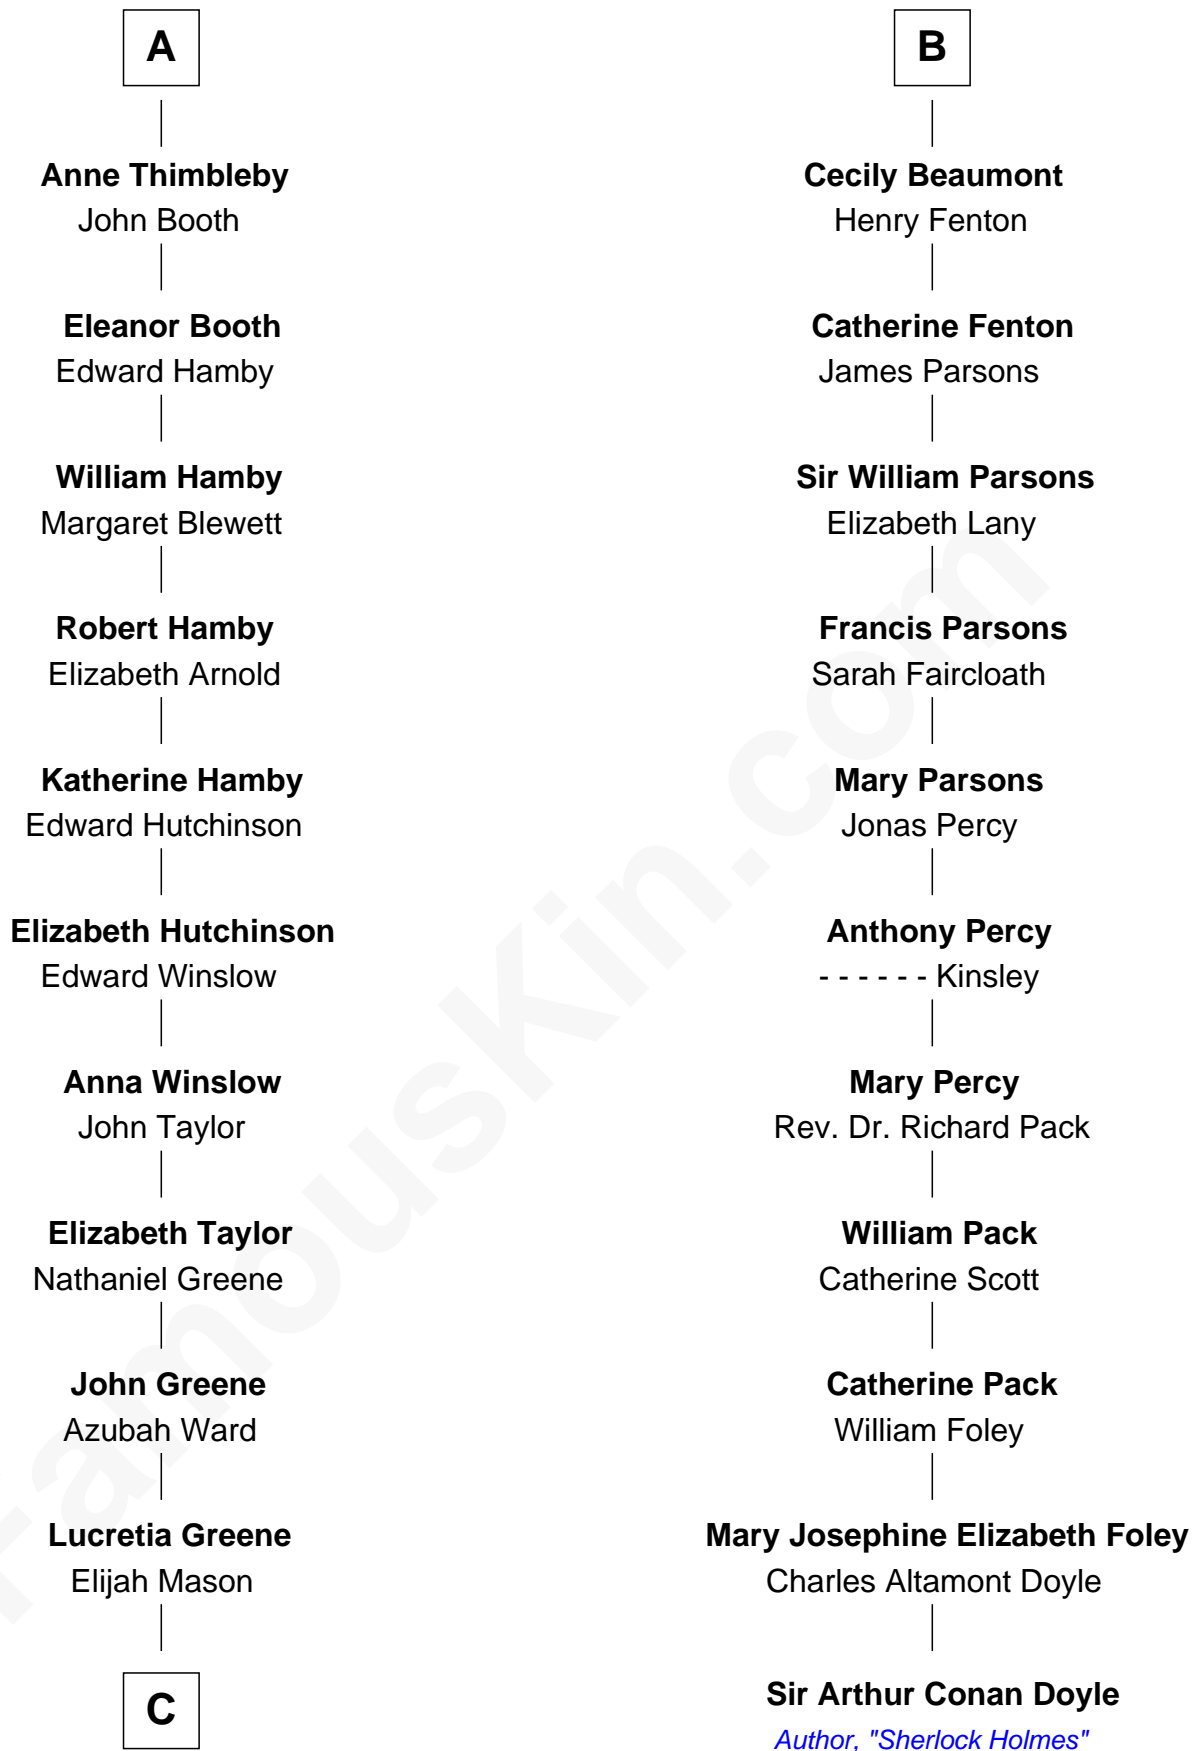 A
Anne Thimbleby
John Booth
Eleanor Booth
Edward Hamby
William Hamby
Margaret Blewett
Robert Hamby
Elizabeth Arnold
Katherine Hamby
Edward Hutchinson
Elizabeth Hutchinson
Edward Winslow
Anna Winslow
John Taylor
Elizabeth Taylor
Nathaniel Greene
John Greene
Azubah Ward
Lucretia Greene
Elijah Mason
C
B
Cecily Beaumont
Henry Fenton
Catherine Fenton
James Parsons
Sir William Parsons
Elizabeth Lany
Francis Parsons
Sarah Faircloath
Mary Parsons
Jonas Percy
Anthony Percy
- - - - - - Kinsley
Mary Percy
Rev. Dr. Richard Pack
William Pack
Catherine Scott
Catherine Pack
William Foley
Mary Josephine Elizabeth Foley
Charles Altamont Doyle
Sir Arthur Conan Doyle
Author, "Sherlock Holmes"
FamousKin.com